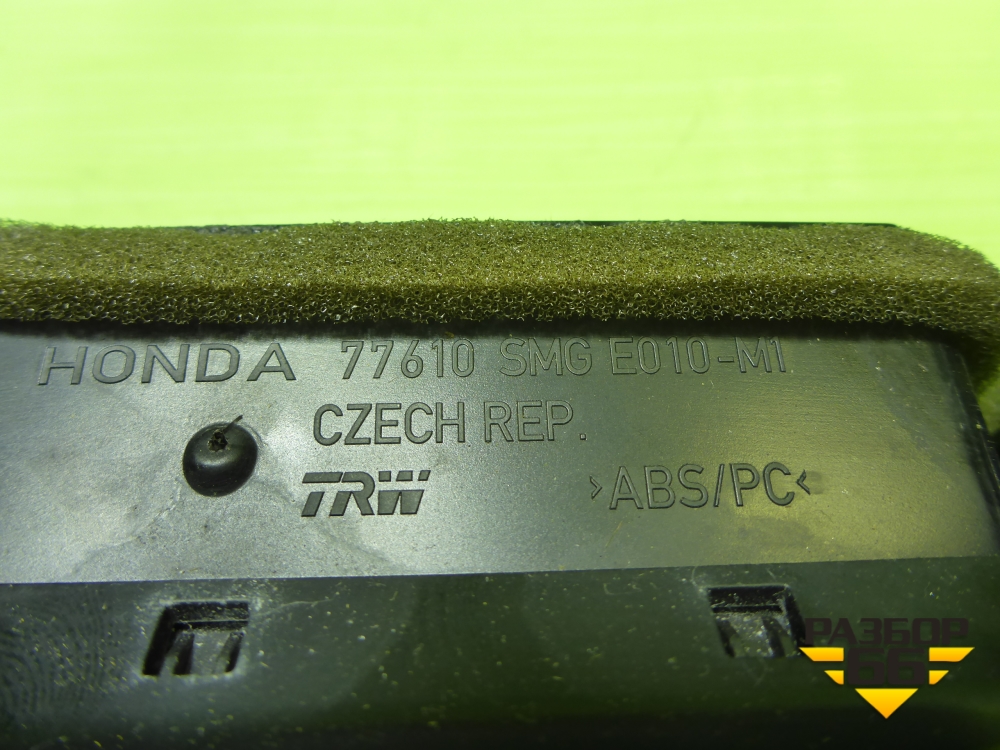 HONDA 77610 SMG E010-M1
CZECH REP.
TRW >ABS/PC<
РАЗБОР
66